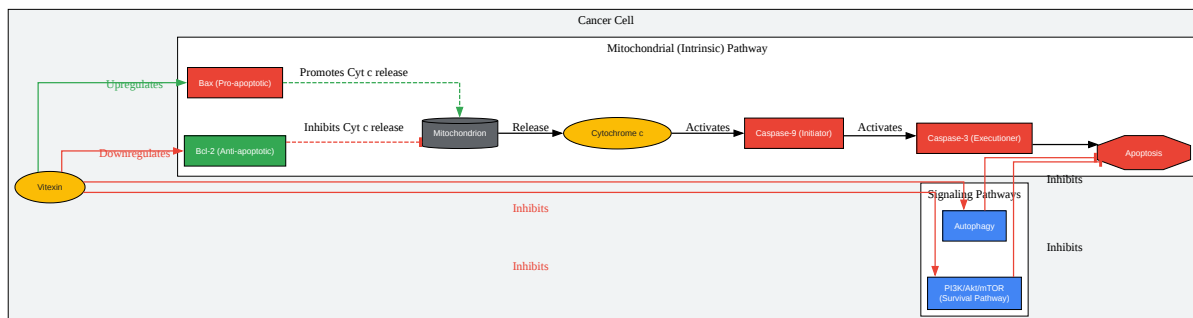 Cancer Cell
Mitochondrial (Intrinsic) Pathway
Upregulates
Bax (Pro-apoptotic)
Promotes Cyt c release
Downregulates
Bcl-2 (Anti-apoptotic)
Inhibits Cyt c release
Mitochondrion
Release
Cytochrome c
Activates
Caspase-9 (Initiator)
Activates
Caspase-3 (Executioner)
Apoptosis
Vitexin
Inhibits
Inhibits
Signaling Pathways
Autophagy
PI3K/Akt/mTOR
(Survival Pathway)
Inhibits
Inhibits